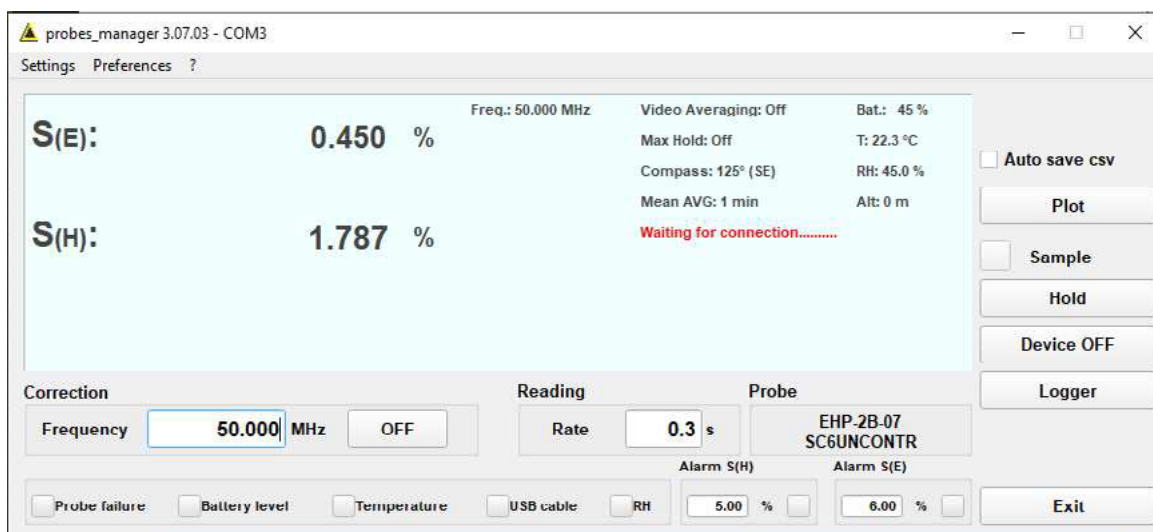 probes_manager 3.07.03 - COM3
Settings Preferences ?
S(E): 0.450 %
Freq.: 50.000 MHz
Video Averaging: Off
Bat.: 45 %
Max Hold: Off
T: 22.3 °C
Compass: 125° (SE)
RH: 45.0 %
Mean AVG: 1 min
Alt: 0 m
S(H): 1.787 %
Waiting for connection..........
Auto save csv
Plot
Sample
Hold
Device OFF
Logger
Correction
Frequency 50.000 MHz OFF
Reading
Rate 0.3 s
Probe
EHP-2B-07
SC6UNCONTR
Alarm S(H)
Alarm S(E)
Probe failure Battery level Temperature USB cable RH
5.00 %
6.00 %
Exit